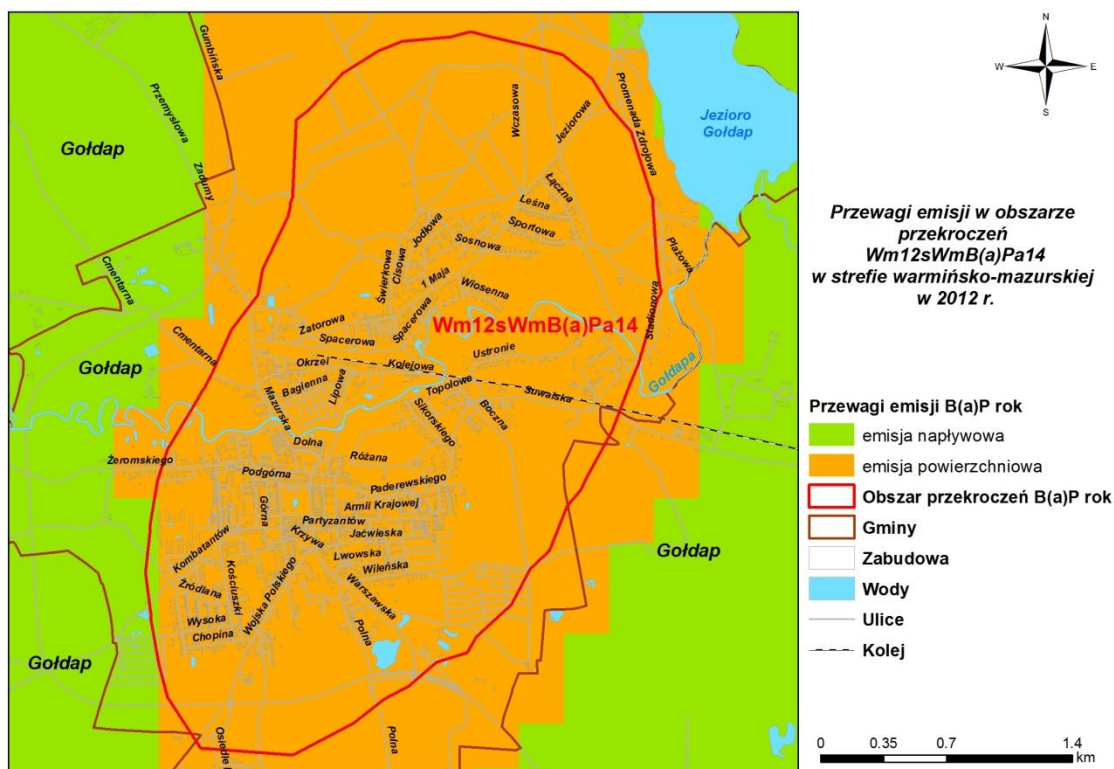 Gumbińska
Przemysłowa
Gołdap
Zadumy
Cmentarna
Wczasowa
Jeziorowa
Promenada Zdrojowa
Jezioro
Gołdap
Łączna
Leśna
Sportowa
Jodłowa
Sosnowa
Plażowa
Świerkowa
Cisowa
1 Maja
Wiosenna
Spacerowa
Stadionowa
Wm12sWmB(a)Pa14
Zatorowa
Spacerowa
Cmentarna
Gołdap
Okrzei
Kolejowa
Ustronie
Gołdapa
Bagienna
Lipowa
Mazurska
Topolowa
Suwalska
Sikorskiego
Boczna
Dolna
Różana
Żeromskiego
Podgórna
Paderewskiego
Górna
Armii Krajowej
Partyzantów
Krzywa
Jaćwieska
Kombatantów
Lwowska
Wileńska
Gołdap
Kościuszki
Wojska Polskiego
Źródlana
Warszawska
Wysoka
Chopina
Polna
Gołdap
Osiedle
Polna
N
W
E
S
Przewagi emisji w obszarze
przekroczeń
Wm12sWmB(a)Pa14
w strefie warmińsko-mazurskiej
w 2012 r.
Przewagi emisji B(a)P rok
emisja napływowa
emisja powierzchniowa
Obszar przekroczeń B(a)P rok
Gminy
Zabudowa
Wody
Ulice
Kolej
0 0.35 0.7 1.4
km